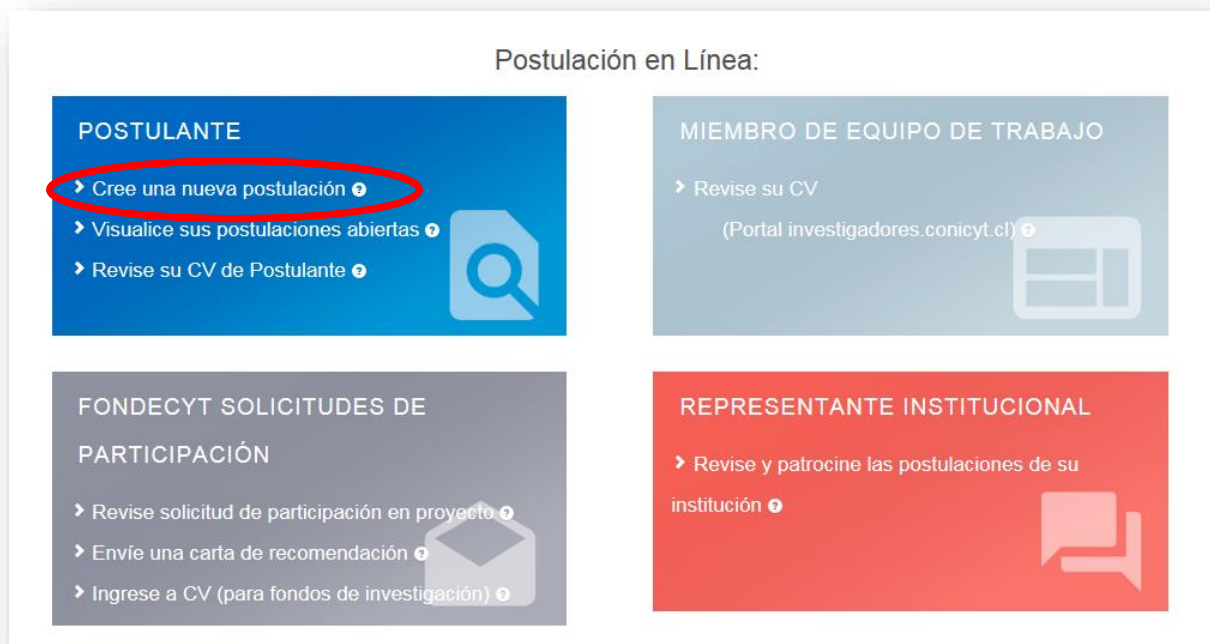 Postulación en Línea:
POSTULANTE
Cree una nueva postulación
Visualice sus postulaciones abiertas
Revise su CV de Postulante
MIEMBRO DE EQUIPO DE TRABAJO
Revise su CV
(Portal investigadores.conicyt.cl)
FONDECYT SOLICITUDES DE
PARTICIPACIÓN
Revise solicitud de participación en proyecto
Envíe una carta de recomendación
Ingrese a CV (para fondos de investigación)
REPRESENTANTE INSTITUCIONAL
Revise y patrocine las postulaciones de su
institución